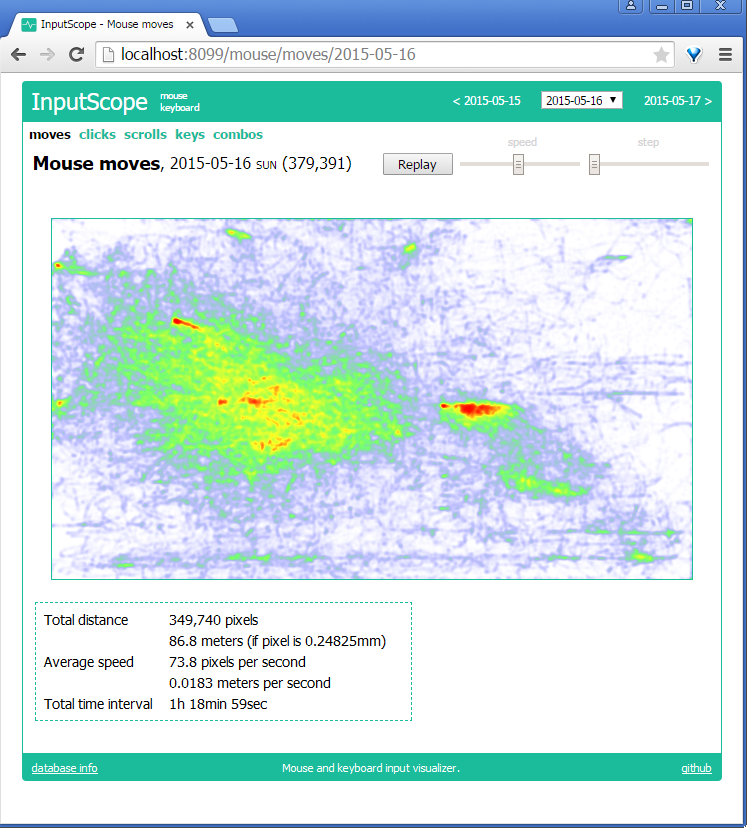 InputScope - Mouse moves
localhost:8099/mouse/moves/2015-05-16
InputScope
mouse
keyboard
< 2015-05-15
2015-05-16
2015-05-17 >
moves clicks scrolls keys combos
Mouse moves, 2015-05-16 SUN (379,391)
Replay
speed
step
Total distance 349,740 pixels
86.8 meters (if pixel is 0.24825mm)
Average speed 73.8 pixels per second
0.0183 meters per second
Total time interval 1h 18min 59sec
database info
Mouse and keyboard input visualizer.
github